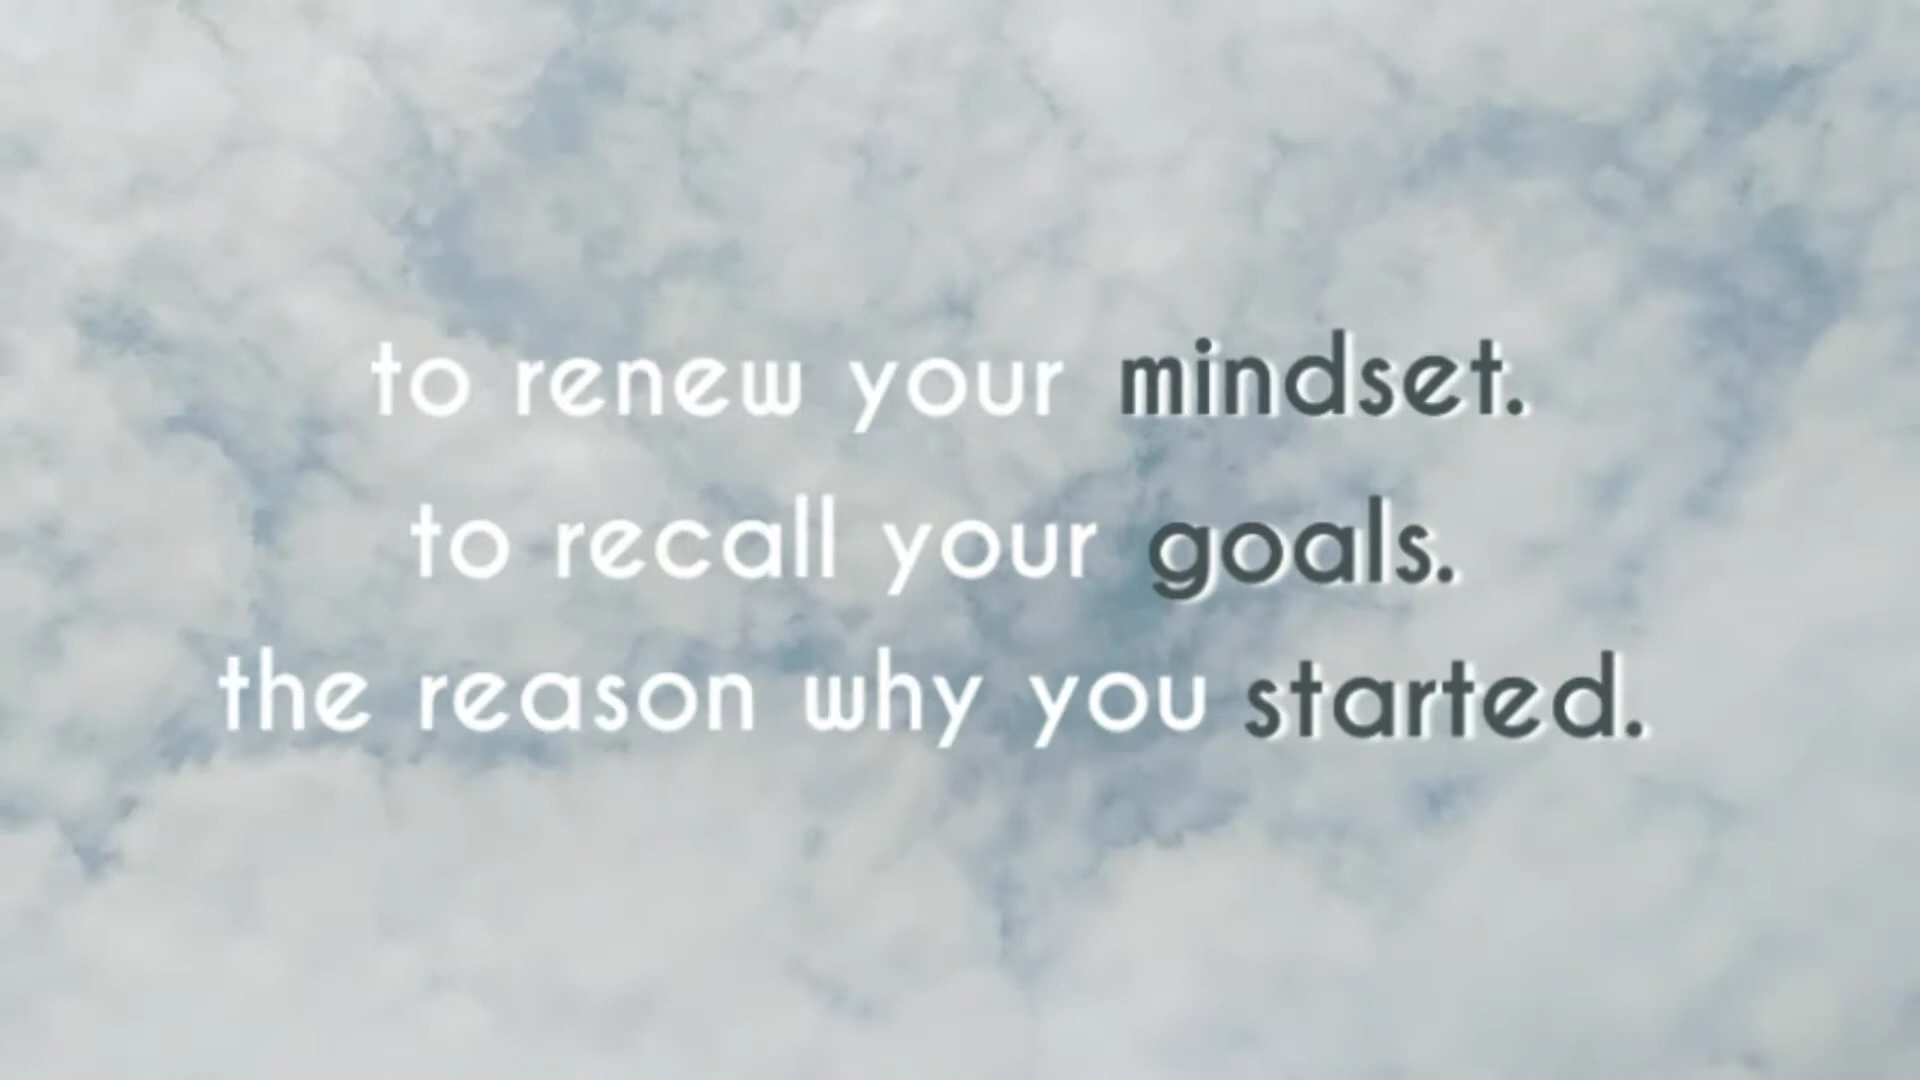 to renew your mindset.
to recall your goals.
the reason why you started.